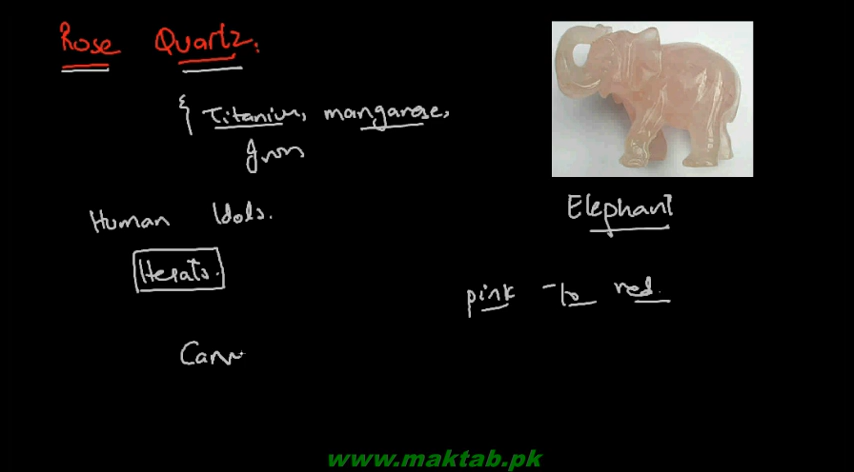 Rose Quartz.
{ Titanium, manganese,
Iron
Human Idols.
Hearts.
Carv
Elephant
pink to red.
www.maktab.pk